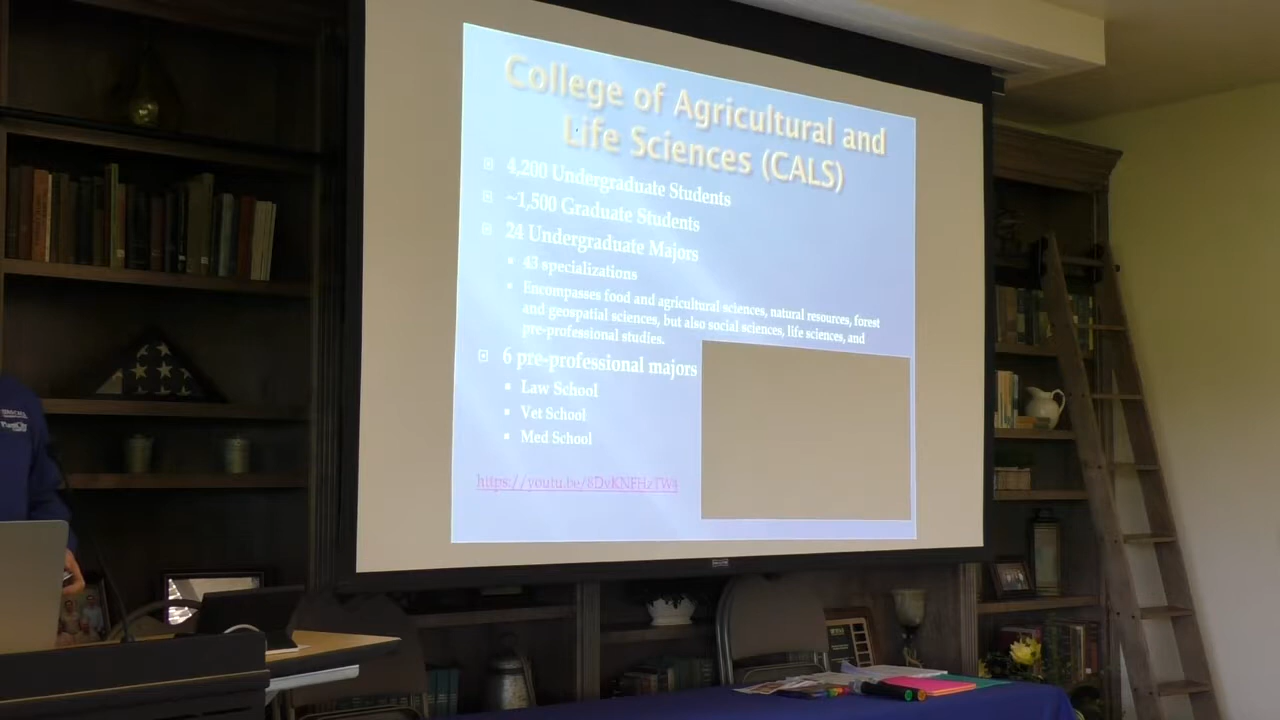 College of Agricultural and
Life Sciences (CALS)
4,200 Undergraduate Students
~1,500 Graduate Students
24 Undergraduate Majors
43 specializations
Encompasses food and agricultural sciences, natural resources, forest
and geospatial sciences, but also social sciences, life sciences, and
pre-professional studies.
6 pre-professional majors
Law School
Vet School
Med School